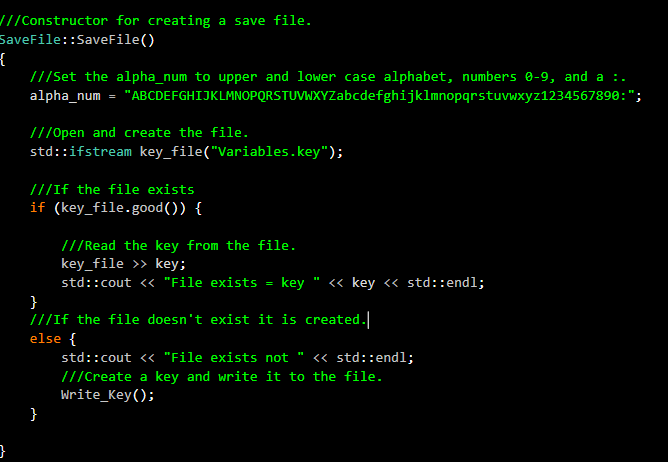 ///Constructor for creating a save file.
SaveFile::SaveFile()
{
    ///Set the alpha_num to upper and lower case alphabet, numbers 0-9, and a :.
    alpha_num = "ABCDEFGHIJKLMNOPQRSTUVWXYZabcdefghijklmnopqrstuvwxyz1234567890:";

    ///Open and create the file.
    std::ifstream key_file("Variables.key");

    ///If the file exists
    if (key_file.good()) {

        ///Read the key from the file.
        key_file >> key;
        std::cout << "File exists = key " << key << std::endl;
    }
    ///If the file doesn't exist it is created.
    else {
        std::cout << "File exists not " << std::endl;
        ///Create a key and write it to the file.
        Write_Key();
    }

}